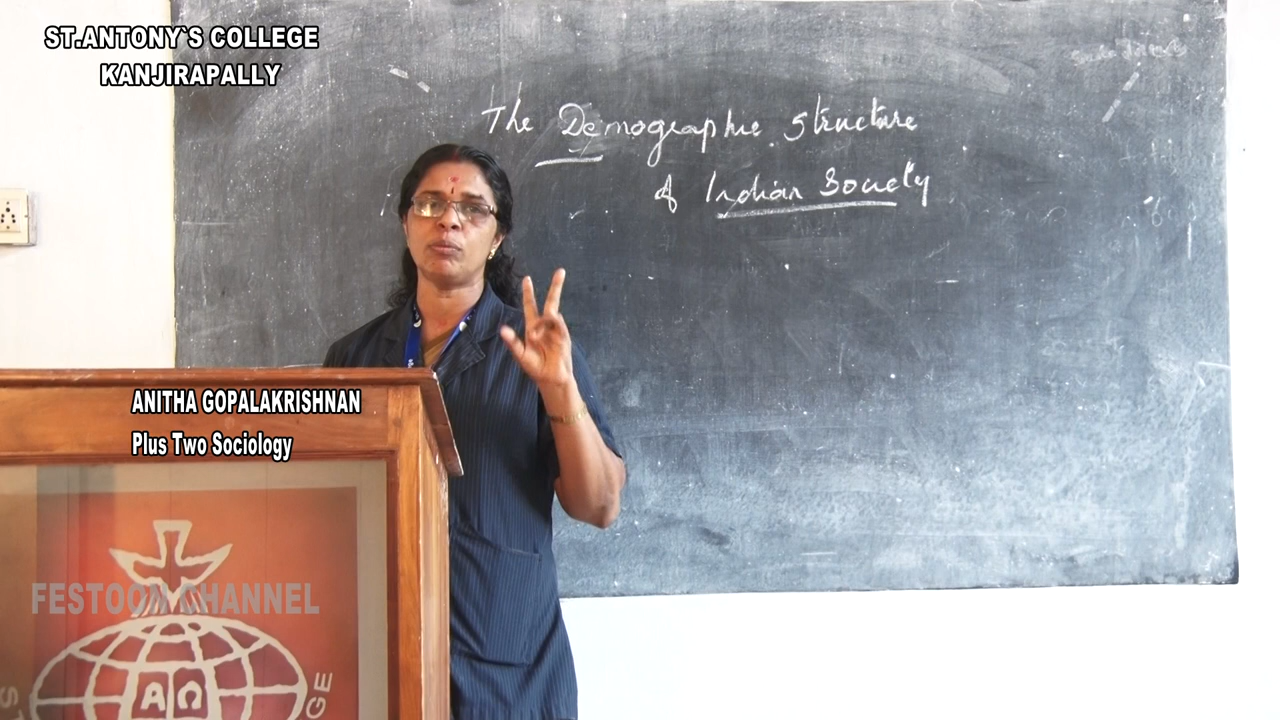 ST.ANTONY`S COLLEGE
KANJIRAPALLY
The Demographic Structure
of Indian Society
ANITHA GOPALAKRISHNAN
Plus Two Sociology
FESTOON CHANNEL
Α Ω